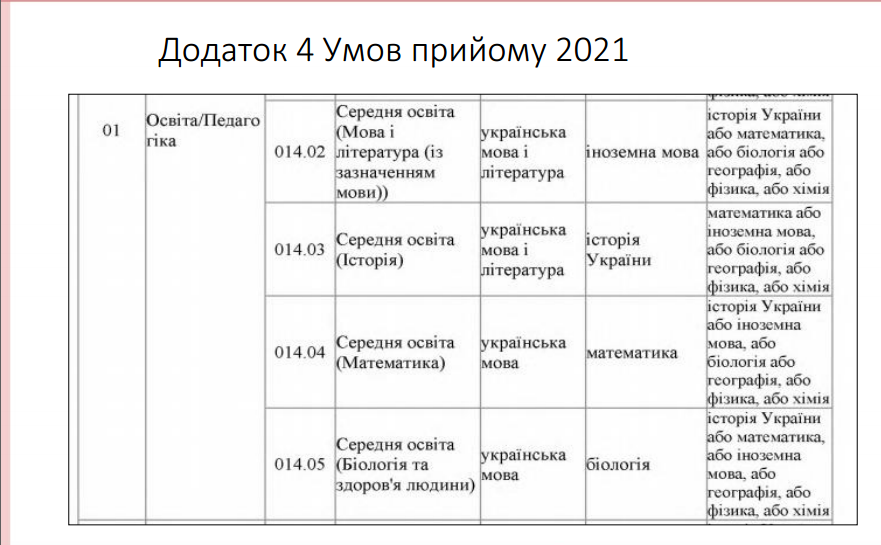 Додаток 4 Умов прийому 2021
01
Освіта/Педаго
гіка
014.02
Середня освіта
(Мова і
література (із
зазначенням
мови))
українська
мова і
література
іноземна мова
історія України
або математика,
або біологія або
географія, або
фізика, або хімія
014.03
Середня освіта
(Історія)
українська
мова і
література
історія
України
математика або
іноземна мова,
або біологія або
географія, або
фізика, або хімія
014.04
Середня освіта
(Математика)
українська
мова
математика
історія України
або іноземна
мова, або
біологія або
географія, або
фізика, або хімія
014.05
Середня освіта
(Біологія та
здоров'я людини)
українська
мова
біологія
історія України
або математика,
або іноземна
мова, або
географія, або
фізика, або хімія